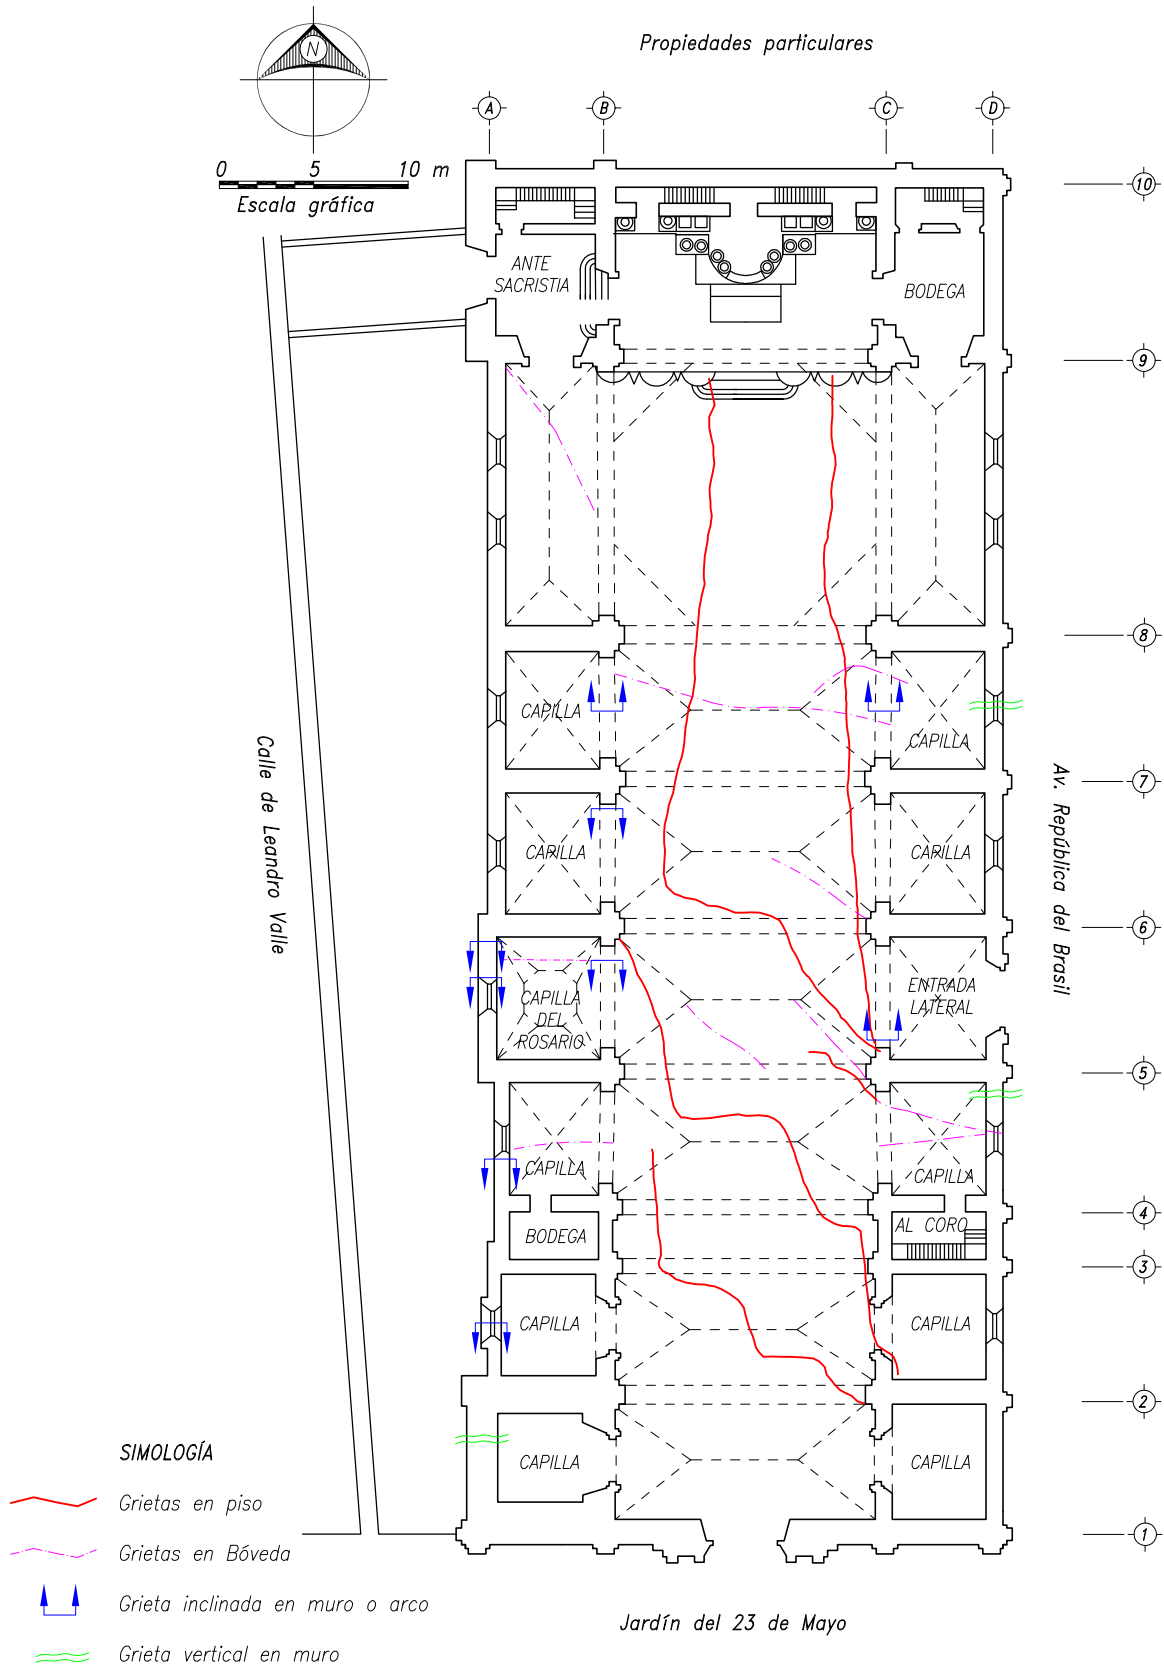 N
Propiedades particulares
A
B
C
D
0 5 10 m
Escala gráfica
10
ANTE
SACRISTIA
BODEGA
9
8
CAPILLA
CAPILLA
7
CAPILLA
CAPILLA
6
CAPILLA
DEL
ROSARIO
ENTRADA
LATERAL
5
CAPILLA
CAPILLA
4
BODEGA
AL CORO
3
CAPILLA
CAPILLA
2
CAPILLA
CAPILLA
1
Calle de Leandro Valle
Av. República del Brasil
SIMOLOGÍA
Grietas en piso
Grietas en Bóveda
Grieta inclinada en muro o arco
Grieta vertical en muro
Jardín del 23 de Mayo